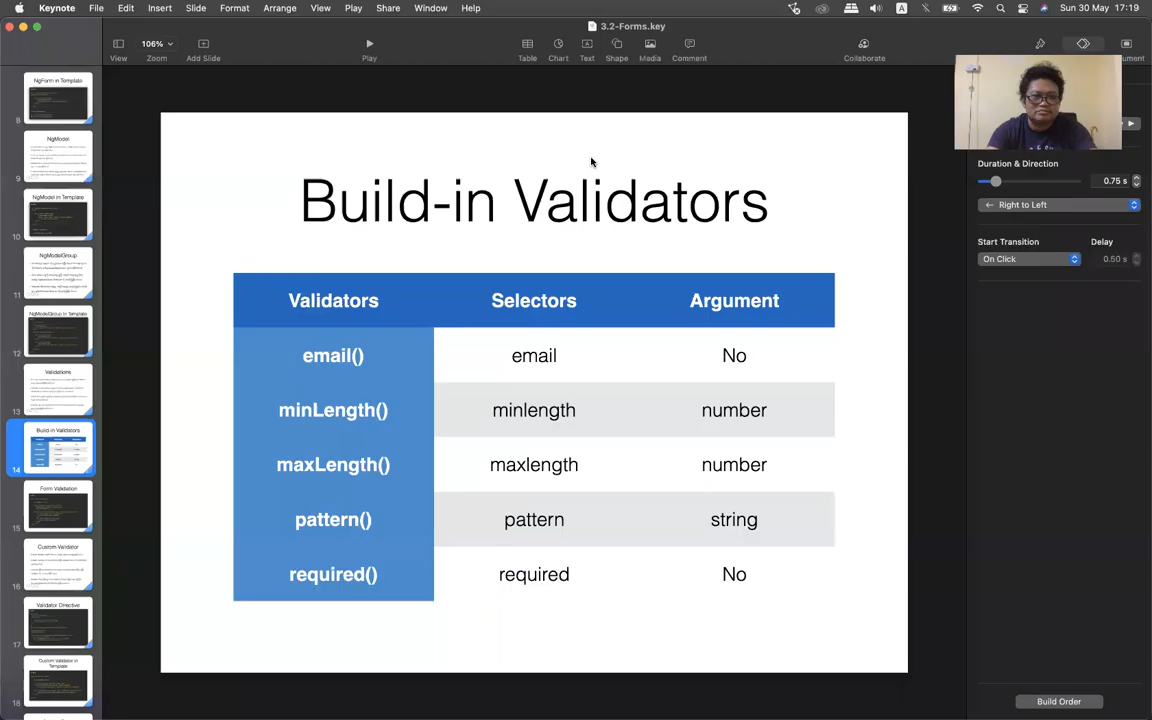 Keynote File Edit Insert Slide Format Arrange View Play Share Window Help
A Sun 30 May 17:19
3.2-Forms.key
106%
View Zoom Add Slide Play Table Chart Text Shape Media Comment Collaborate
NgForm in Template
8
NgModel
9
NgModel in Template
10
NgModelGroup
11
NgModelGroup in Template
12
Validations
13
Build-in Validators
14
Form Validation
15
Custom Validator
16
Validator Directive
17
Custom Validator in
Template
18
Build-in Validators
Validators Selectors Argument
email() email No
minLength() minlength number
maxLength() maxlength number
pattern() pattern string
required() required No
Duration & Direction
0.75 s
Right to Left
Start Transition Delay
On Click 0.50 s
Build Order